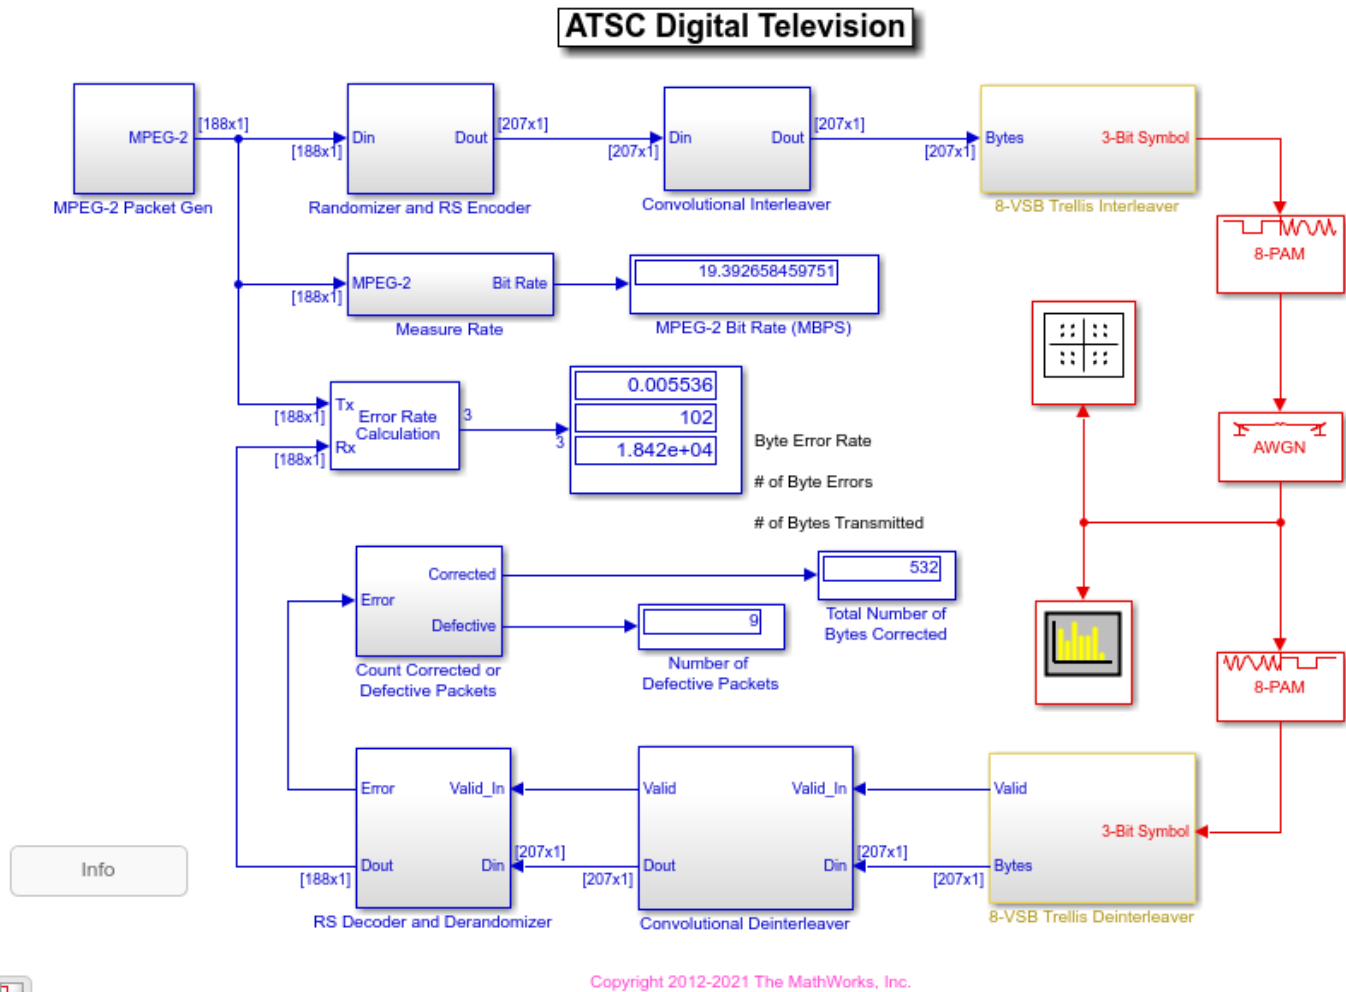 ATSC Digital Television
MPEG-2
[188x1]
[188x1]
MPEG-2 Packet Gen
Din
Dout
[207x1]
[207x1]
Randomizer and RS Encoder
Din
Dout
[207x1]
[207x1]
Convolutional Interleaver
Bytes
3-Bit Symbol
8-VSB Trellis Interleaver
8-PAM
[188x1]
MPEG-2
Bit Rate
Measure Rate
19.392658459751
MPEG-2 Bit Rate (MBPS)
[188x1]
[188x1]
Tx
Rx
Error Rate
Calculation
3
3
0.005536
102
1.842e+04
Byte Error Rate
# of Byte Errors
# of Bytes Transmitted
AWGN
Error
Corrected
Defective
Count Corrected or
Defective Packets
532
Total Number of
Bytes Corrected
9
Number of
Defective Packets
8-PAM
Error
Valid_In
Dout
Din
[188x1]
[207x1]
[207x1]
RS Decoder and Derandomizer
Valid
Valid_In
Dout
Din
[207x1]
[207x1]
Convolutional Deinterleaver
Valid
3-Bit Symbol
Bytes
8-VSB Trellis Deinterleaver
Info
Copyright 2012-2021 The MathWorks, Inc.